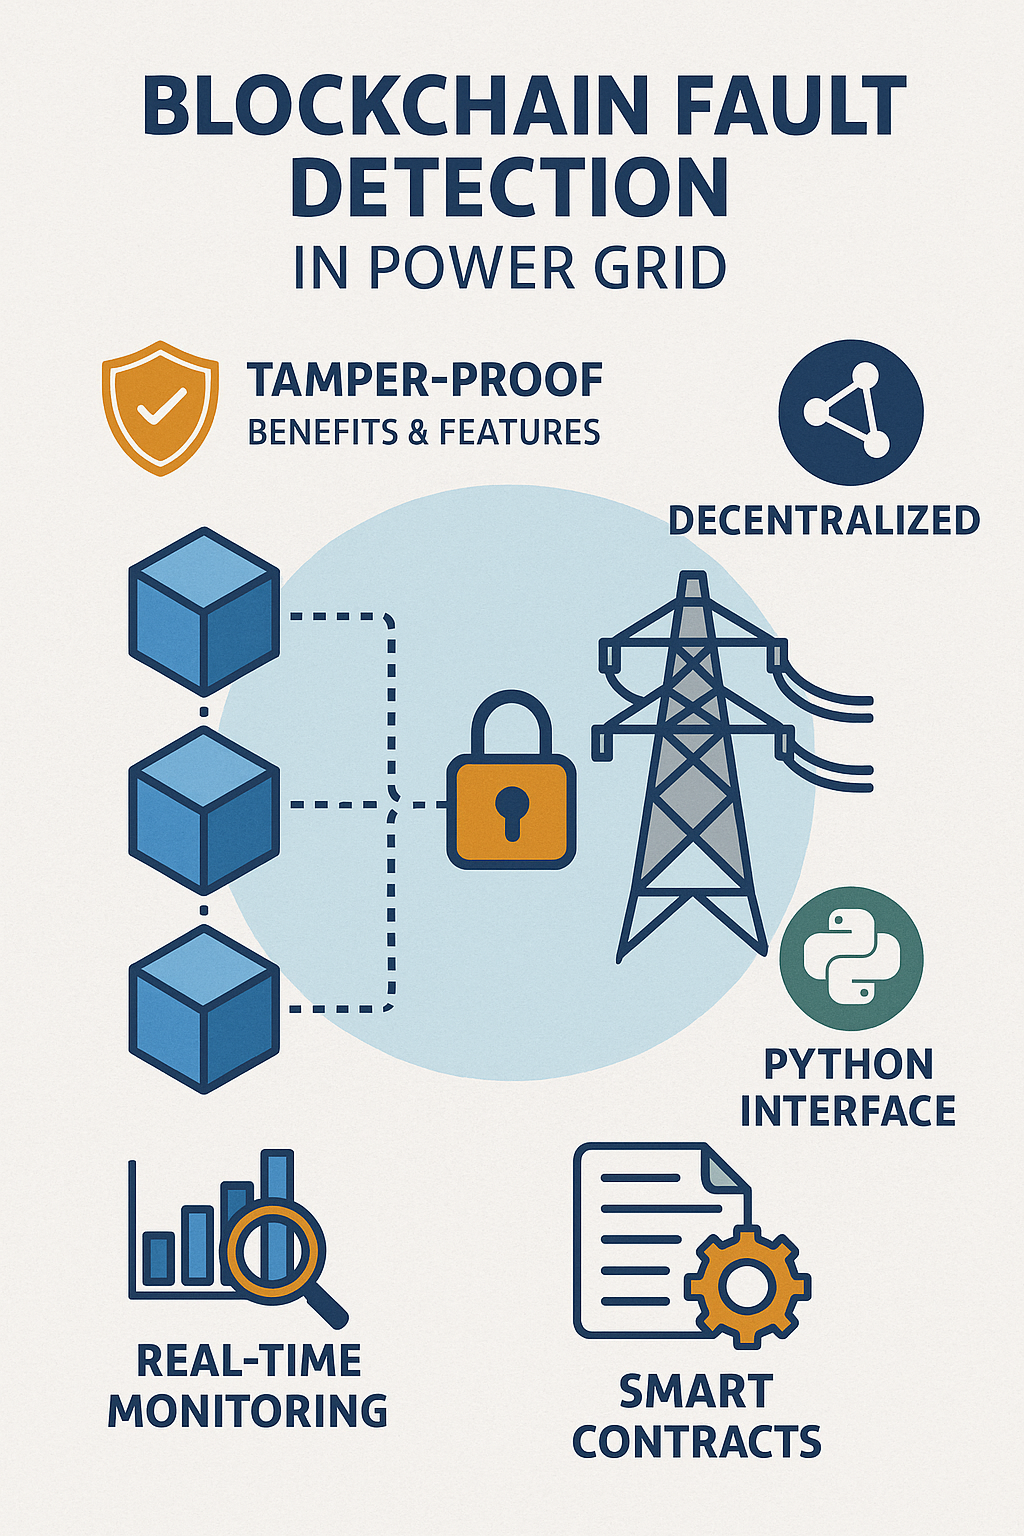 BLOCKCHAIN FAULT
DETECTION
IN POWER GRID
TAMPER-PROOF
BENEFITS & FEATURES
DECENTRALIZED
PYTHON
INTERFACE
REAL-TIME
MONITORING
SMART
CONTRACTS